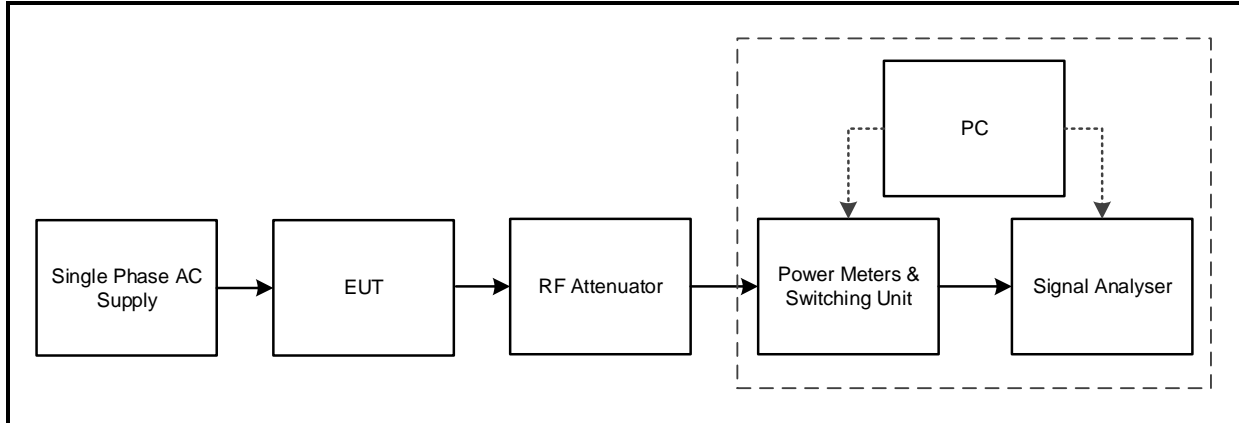 PC
Single Phase AC
Supply
EUT
RF Attenuator
Power Meters &
Switching Unit
Signal Analyser